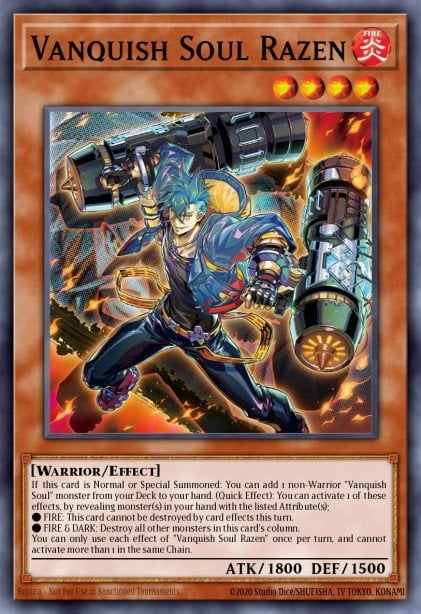 Vanquish Soul Razen
FIRE
炎
[Warrior/Effect]
If this card is Normal or Special Summoned: You can add 1 non-Warrior "Vanquish
Soul" monster from your Deck to your hand. (Quick Effect): You can activate 1 of these
effects, by revealing monster(s) in your hand with the listed Attribute(s);
● FIRE: This card cannot be destroyed by card effects this turn.
● FIRE & DARK: Destroy all other monsters in this card's column.
You can only use each effect of "Vanquish Soul Razen" once per turn, and cannot
activate more than 1 in the same Chain.
ATK/1800 DEF/1500
Replica - Not For Use in Sanctioned Tournaments
©2020 Studio Dice/SHUEISHA, TV TOKYO, KONAMI